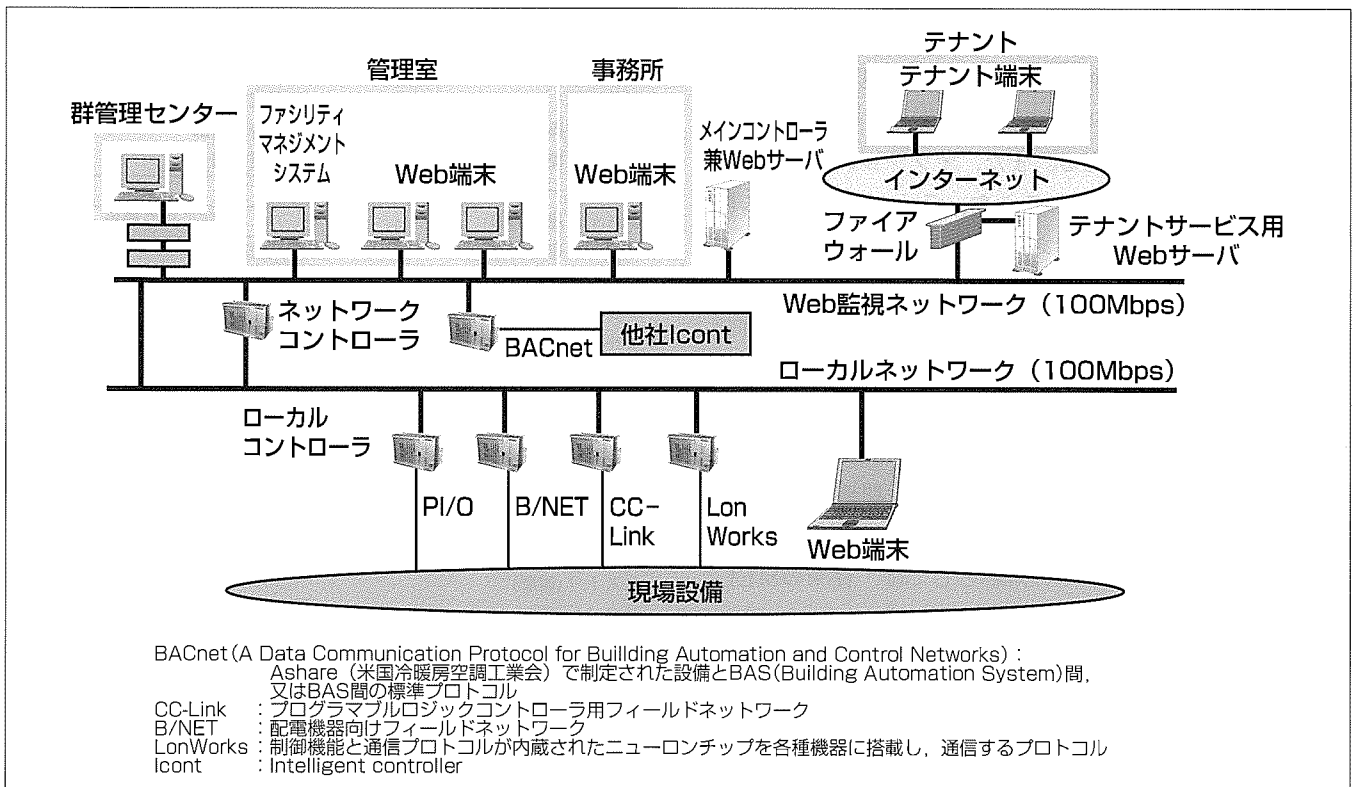 テナント
管理室
事務所
テナント端末
群管理センター
ファシリティ
マネジメント
システム
Web端末
Web端末
メインコントローラ
兼Webサーバ
インターネット
ファイア
ウォール
テナントサービス用
Webサーバ
Web監視ネットワーク（100Mbps）
ネットワーク
コントローラ
BACnet
他社Icont
ローカルネットワーク（100Mbps）
ローカル
コントローラ
PI/O
B/NET
CC-
Link
Lon
Works
Web端末
現場設備
BACnet(A Data Communication Protocol for Buillding Automation and Control Networks)：
Ashare（米国冷暖房空調工業会）で制定された設備とBAS(Building Automation System)間，
又はBAS間の標準プロトコル
CC-Link ：プログラマブルロジックコントローラ用フィールドネットワーク
B/NET ：配電機器向けフィールドネットワーク
LonWorks：制御機能と通信プロトコルが内蔵されたニューロンチップを各種機器に搭載し，通信するプロトコル
Icont ：Intelligent controller